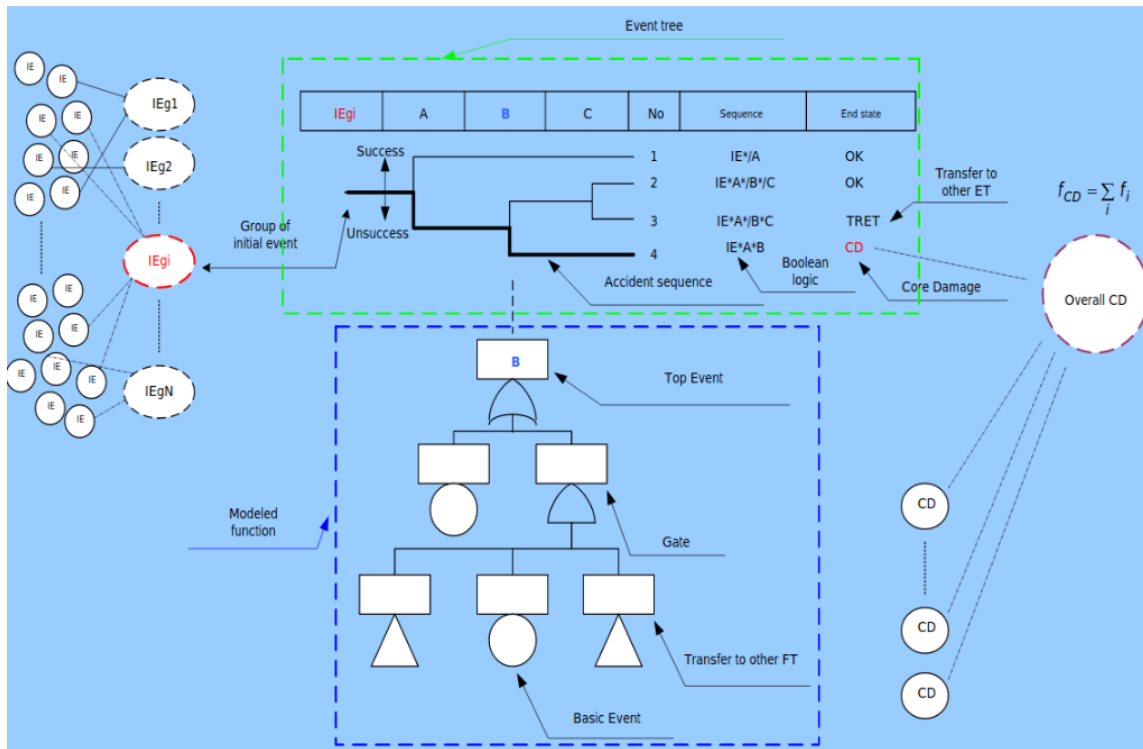 Event tree
IE
IE
IE
IE
IE
IE
IE
IE
IEg1
IEg2
IEgi
IEgN
IE
IE
IE
IE
IE
IE
IE
IE
IE
Group of
initial event
IEgi A B C No Sequence End state
Success
Unsuccess
1 IE*/A OK
2 IE*A*/B*/C OK
3 IE*A*/B*C TRET
4 IE*A*B CD
Accident sequence
Boolean
logic
Transfer to
other ET
Core Damage
f_CD = ∑_i f_i
Overall CD
B
Top Event
Modeled
function
Gate
Transfer to other FT
Basic Event
CD
CD
CD